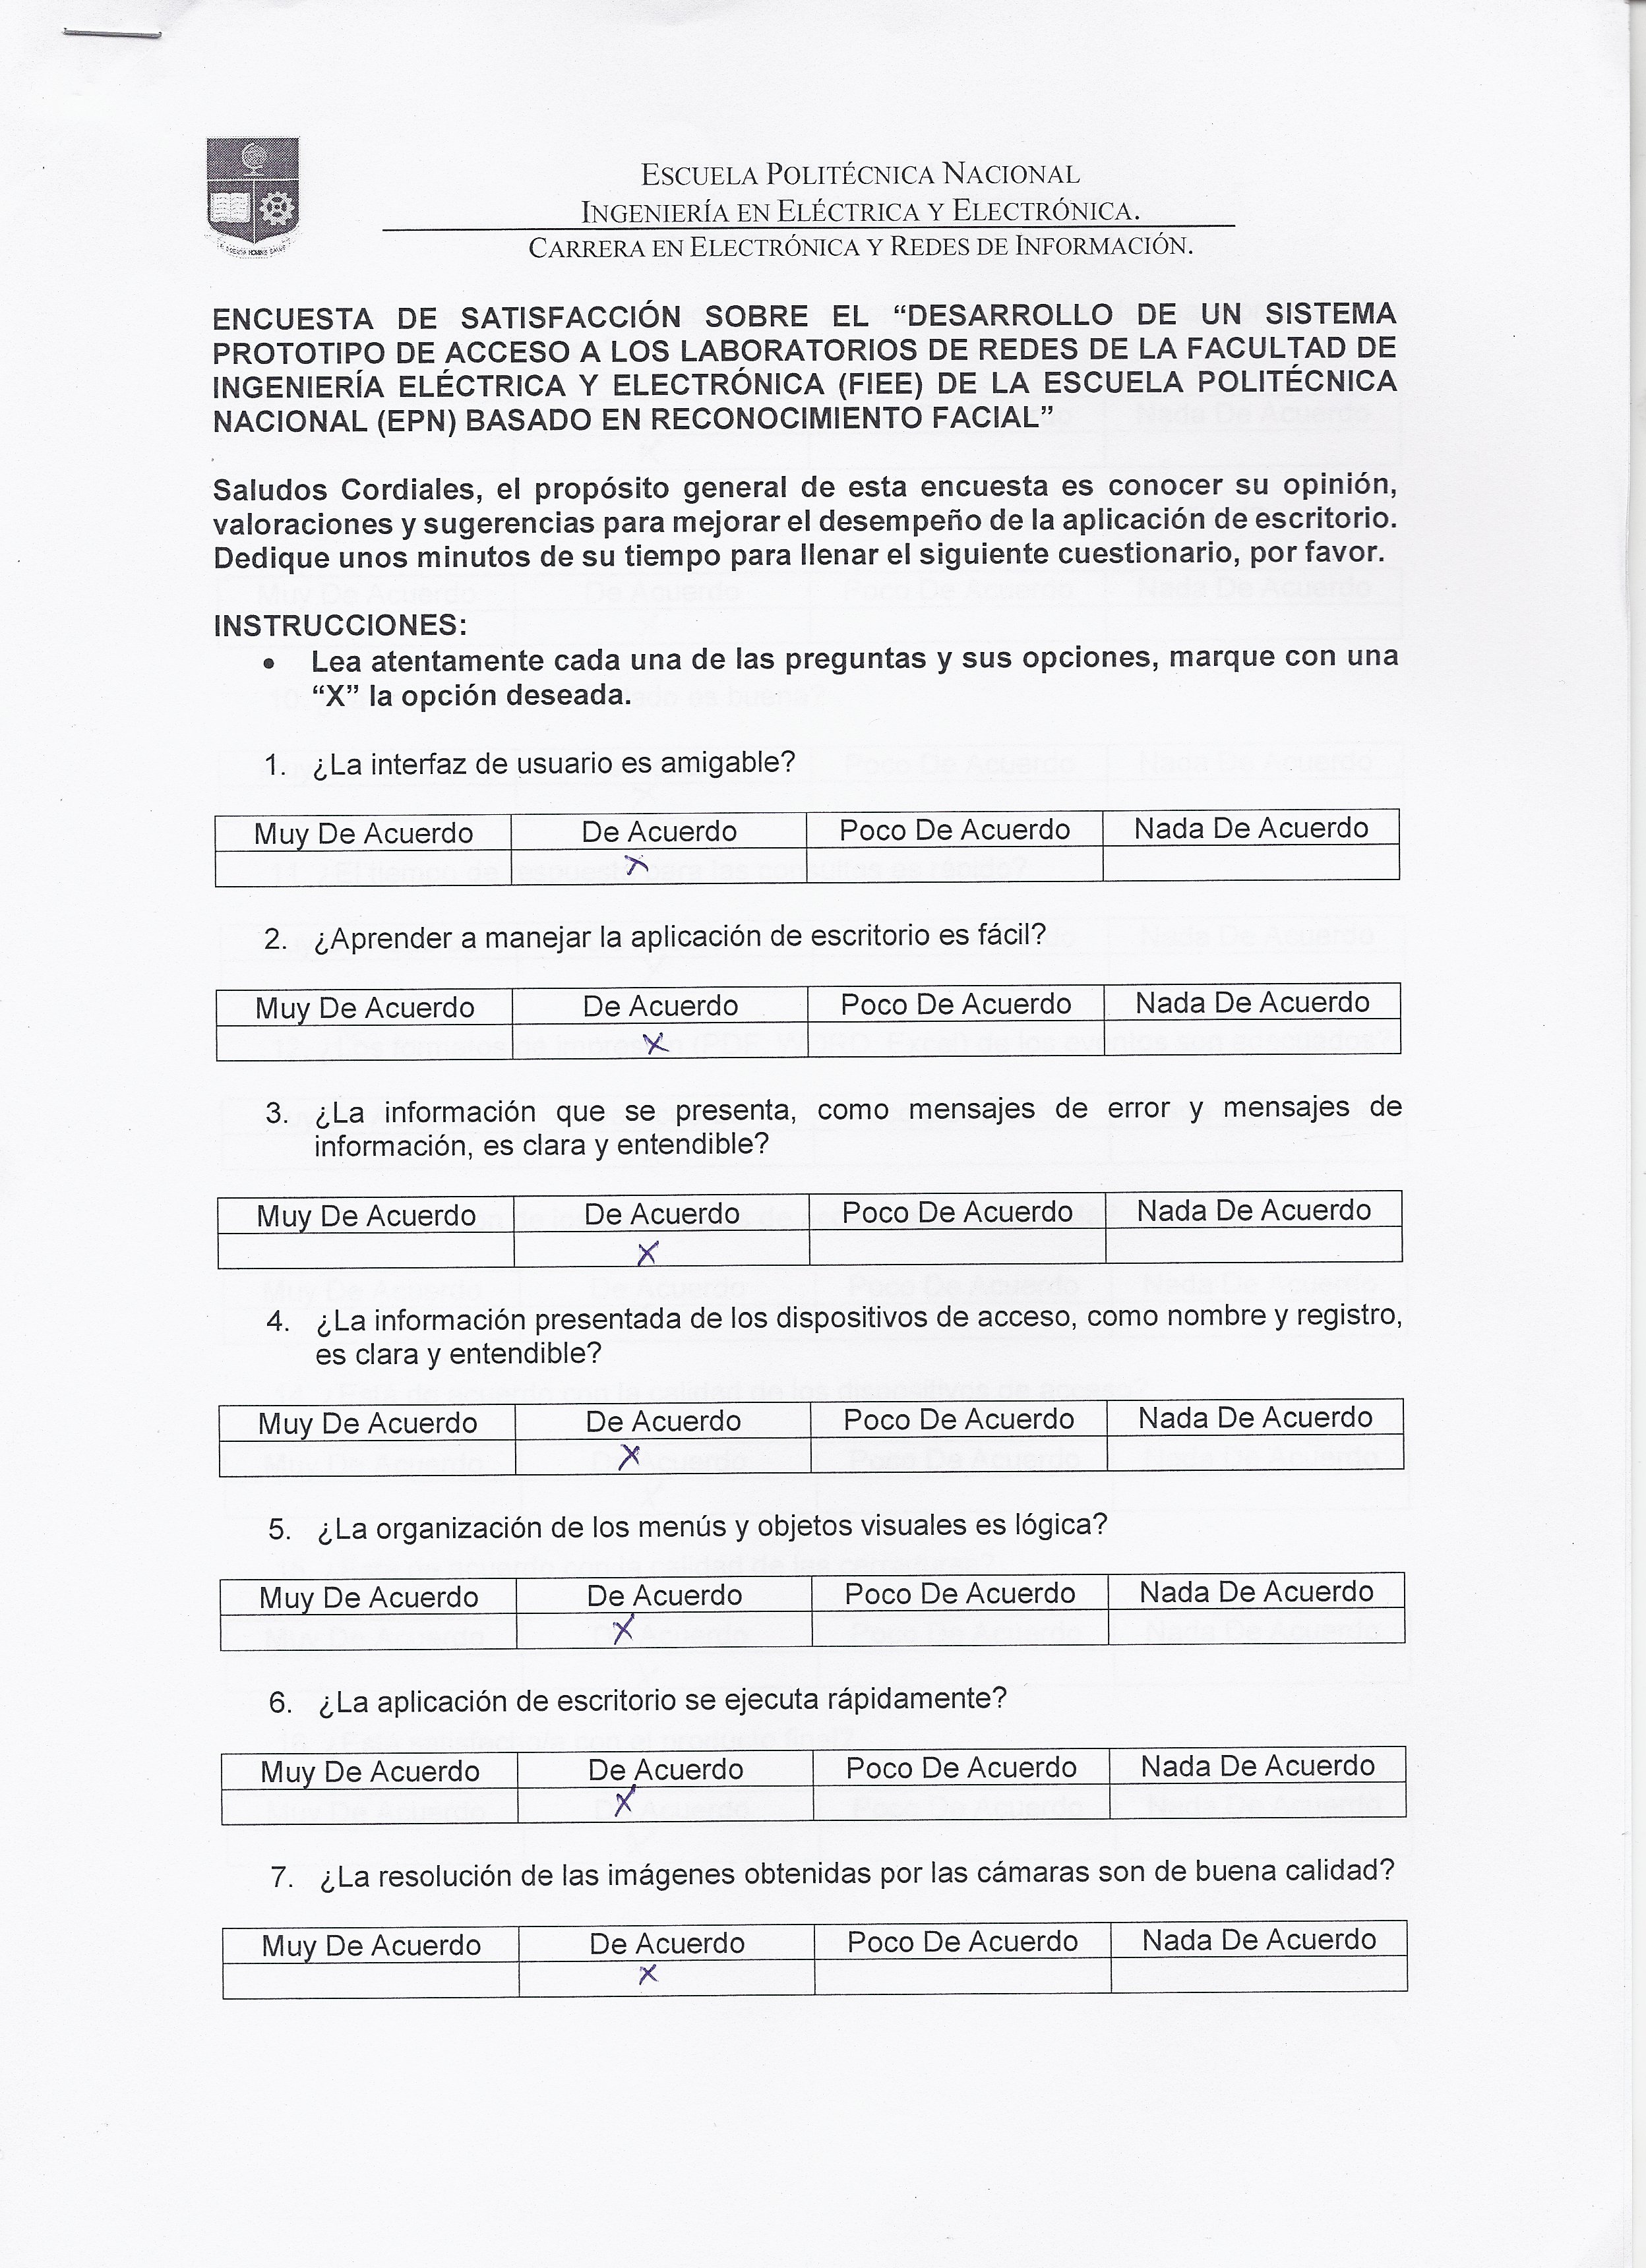 ESCUELA POLITÉCNICA NACIONAL
INGENIERÍA EN ELÉCTRICA Y ELECTRÓNICA.
CARRERA EN ELECTRÓNICA Y REDES DE INFORMACIÓN.
ENCUESTA DE SATISFACCIÓN SOBRE EL “DESARROLLO DE UN SISTEMA
PROTOTIPO DE ACCESO A LOS LABORATORIOS DE REDES DE LA FACULTAD DE
INGENIERÍA ELÉCTRICA Y ELECTRÓNICA (FIEE) DE LA ESCUELA POLITÉCNICA
NACIONAL (EPN) BASADO EN RECONOCIMIENTO FACIAL”
Saludos Cordiales, el propósito general de esta encuesta es conocer su opinión,
valoraciones y sugerencias para mejorar el desempeño de la aplicación de escritorio.
Dedique unos minutos de su tiempo para llenar el siguiente cuestionario, por favor.
INSTRUCCIONES:
• Lea atentamente cada una de las preguntas y sus opciones, marque con una
“X” la opción deseada.
1. ¿La interfaz de usuario es amigable?
Muy De Acuerdo De Acuerdo Poco De Acuerdo Nada De Acuerdo
X
2. ¿Aprender a manejar la aplicación de escritorio es fácil?
Muy De Acuerdo De Acuerdo Poco De Acuerdo Nada De Acuerdo
X
3. ¿La información que se presenta, como mensajes de error y mensajes de
información, es clara y entendible?
Muy De Acuerdo De Acuerdo Poco De Acuerdo Nada De Acuerdo
X
4. ¿La información presentada de los dispositivos de acceso, como nombre y registro,
es clara y entendible?
Muy De Acuerdo De Acuerdo Poco De Acuerdo Nada De Acuerdo
X
5. ¿La organización de los menús y objetos visuales es lógica?
Muy De Acuerdo De Acuerdo Poco De Acuerdo Nada De Acuerdo
X
6. ¿La aplicación de escritorio se ejecuta rápidamente?
Muy De Acuerdo De Acuerdo Poco De Acuerdo Nada De Acuerdo
X
7. ¿La resolución de las imágenes obtenidas por las cámaras son de buena calidad?
Muy De Acuerdo De Acuerdo Poco De Acuerdo Nada De Acuerdo
X